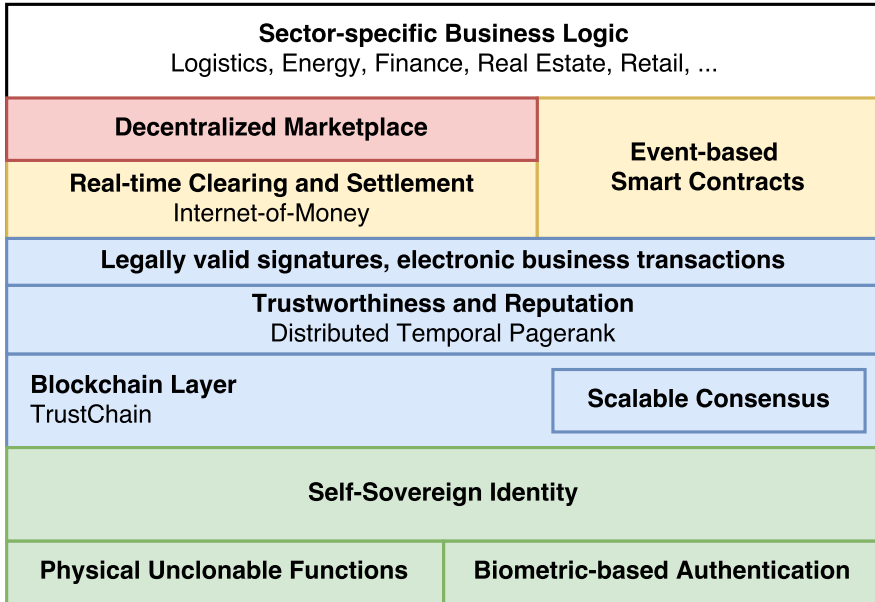 Sector-specific Business Logic
Logistics, Energy, Finance, Real Estate, Retail, ...
Decentralized Marketplace
Real-time Clearing and Settlement
Internet-of-Money
Event-based
Smart Contracts
Legally valid signatures, electronic business transactions
Trustworthiness and Reputation
Distributed Temporal Pagerank
Blockchain Layer
TrustChain
Scalable Consensus
Self-Sovereign Identity
Physical Unclonable Functions
Biometric-based Authentication